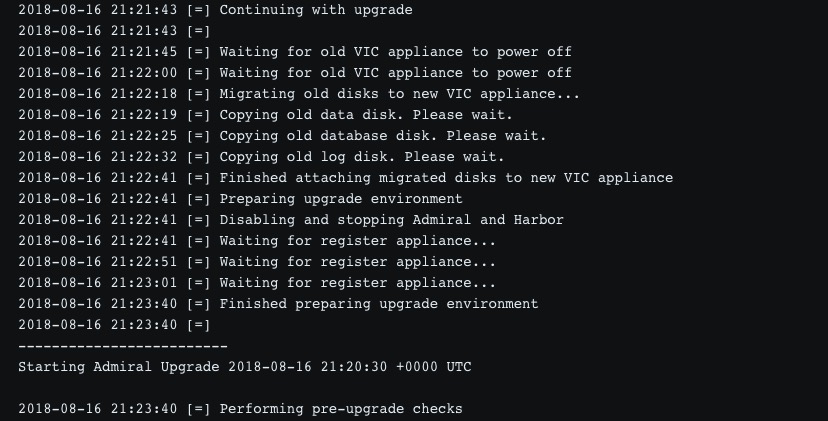 2018-08-16 21:21:43 [=] Continuing with upgrade
2018-08-16 21:21:43 [=]
2018-08-16 21:21:45 [=] Waiting for old VIC appliance to power off
2018-08-16 21:22:00 [=] Waiting for old VIC appliance to power off
2018-08-16 21:22:18 [=] Migrating old disks to new VIC appliance...
2018-08-16 21:22:19 [=] Copying old data disk. Please wait.
2018-08-16 21:22:25 [=] Copying old database disk. Please wait.
2018-08-16 21:22:32 [=] Copying old log disk. Please wait.
2018-08-16 21:22:41 [=] Finished attaching migrated disks to new VIC appliance
2018-08-16 21:22:41 [=] Preparing upgrade environment
2018-08-16 21:22:41 [=] Disabling and stopping Admiral and Harbor
2018-08-16 21:22:41 [=] Waiting for register appliance...
2018-08-16 21:22:51 [=] Waiting for register appliance...
2018-08-16 21:23:01 [=] Waiting for register appliance...
2018-08-16 21:23:40 [=] Finished preparing upgrade environment
2018-08-16 21:23:40 [=]
-------------------------
Starting Admiral Upgrade 2018-08-16 21:20:30 +0000 UTC
2018-08-16 21:23:40 [=] Performing pre-upgrade checks